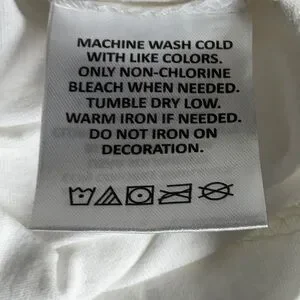 MACHINE WASH COLD
WITH LIKE COLORS.
ONLY NON-CHLORINE
BLEACH WHEN NEEDED.
TUMBLE DRY LOW.
WARM IRON IF NEEDED.
DO NOT IRON ON
DECORATION.